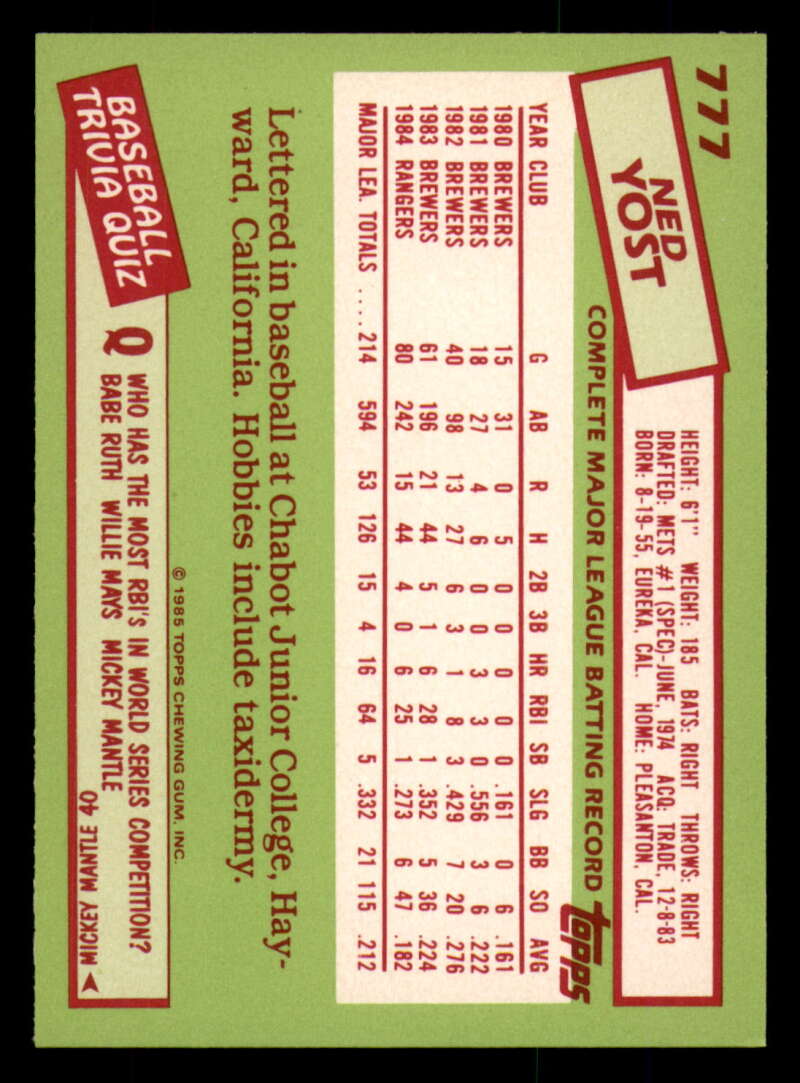 777
NED
YOST
HEIGHT: 6'1" WEIGHT: 185 BATS: RIGHT THROWS: RIGHT
DRAFTED: METS #1 (SPEC)-JUNE, 1974 ACQ: TRADE, 12-8-83
BORN: 8-19-55, EUREKA, CAL. HOME: PLEASANTON, CAL.
COMPLETE MAJOR LEAGUE BATTING RECORD topps
YEAR CLUB G AB R H 2B 3B HR RBI SB SLG BB SO AVG
1980 BREWERS 15 31 0 5 0 0 0 0 0 .161 0 6 .161
1981 BREWERS 18 27 4 6 0 0 3 3 0 .556 3 6 .222
1982 BREWERS 40 98 13 27 6 3 1 8 3 .429 7 20 .276
1983 BREWERS 61 196 21 44 5 1 6 28 1 .352 5 36 .224
1984 RANGERS 80 242 15 44 4 0 6 25 1 .273 6 47 .182
MAJOR LEA. TOTALS ....214 594 53 126 15 4 16 64 5 .332 21 115 .212
Lettered in baseball at Chabot Junior College, Hay-
ward, California. Hobbies include taxidermy.
© 1985 TOPPS CHEWING GUM, INC.
BASEBALL
TRIVIA QUIZ
Q WHO HAS THE MOST RBI'S IN WORLD SERIES COMPETITION?
BABE RUTH WILLIE MAYS MICKEY MANTLE
MICKEY MANTLE 40